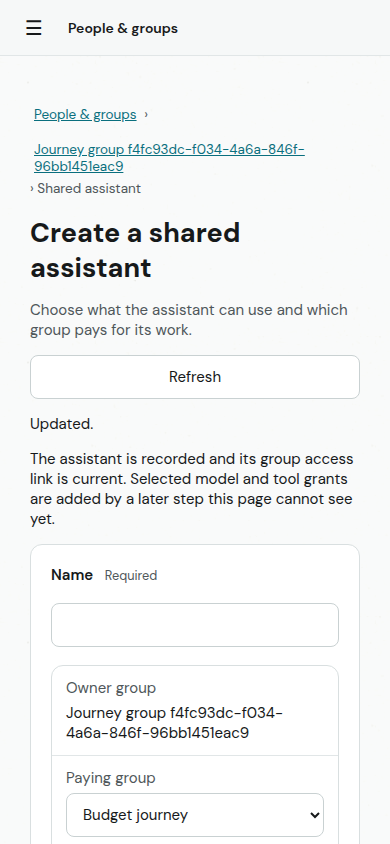 ☰ People & groups
People & groups ›
Journey group f4fc93dc-f034-4a6a-846f-
96bb1451eac9
› Shared assistant
Create a shared
assistant
Choose what the assistant can use and which
group pays for its work.
Refresh
Updated.
The assistant is recorded and its group access
link is current. Selected model and tool grants
are added by a later step this page cannot see
yet.
Name Required
Owner group
Journey group f4fc93dc-f034-
4a6a-846f-96bb1451eac9
Paying group
Budget journey